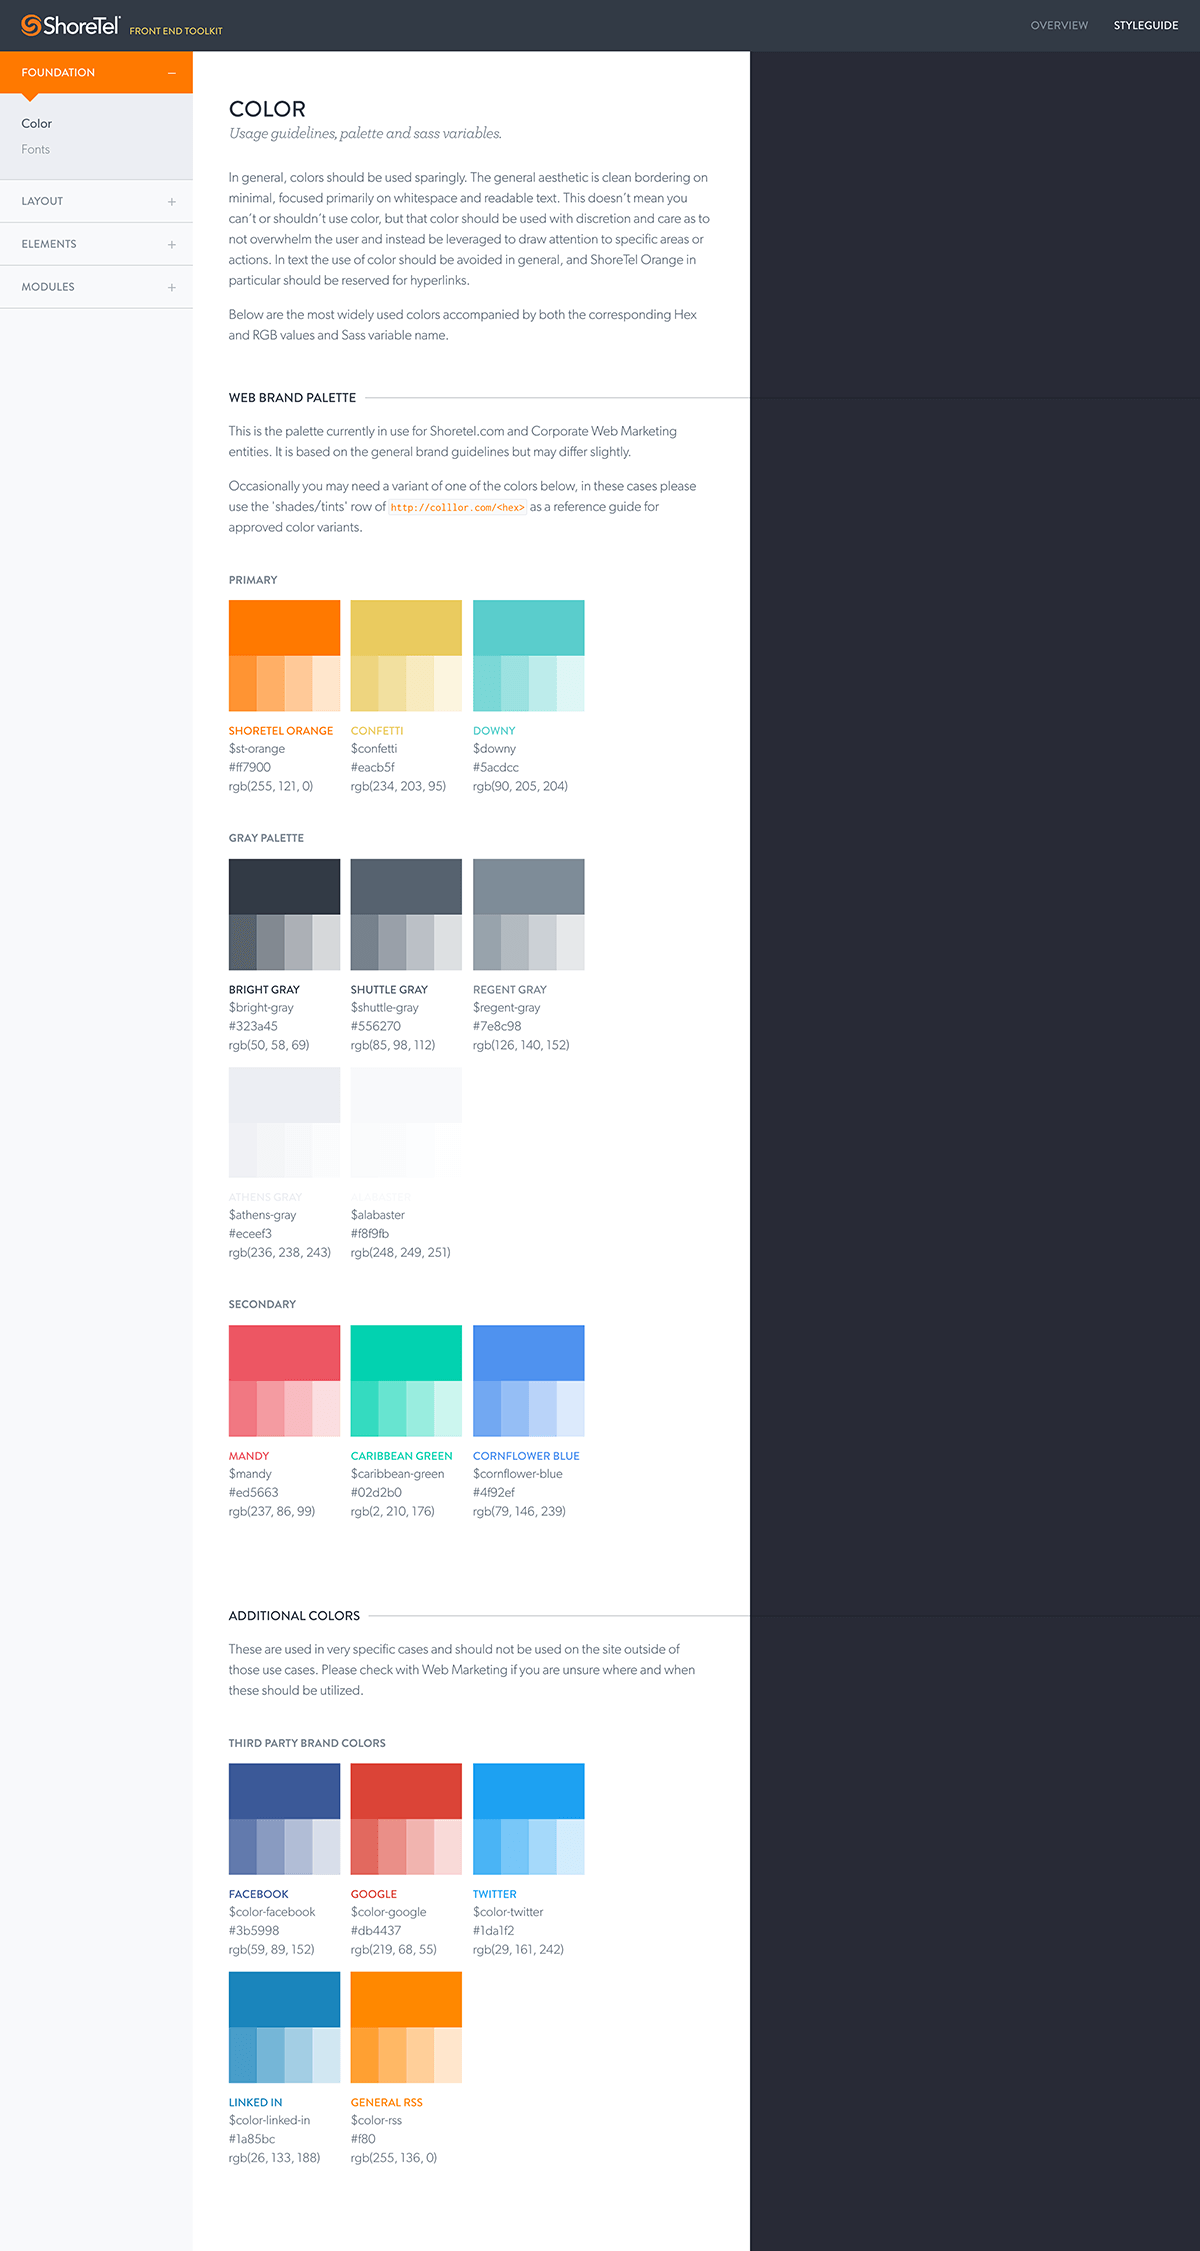 ShoreTel FRONT END TOOLKIT
OVERVIEW STYLEGUIDE
FOUNDATION –
Color
Fonts
LAYOUT +
ELEMENTS +
MODULES +
COLOR
Usage guidelines, palette and sass variables.
In general, colors should be used sparingly. The general aesthetic is clean bordering on
minimal, focused primarily on whitespace and readable text. This doesn't mean you
can't or shouldn't use color, but that color should be used with discretion and care as to
not overwhelm the user and instead be leveraged to draw attention to specific areas or
actions. In text the use of color should be avoided in general, and ShoreTel Orange in
particular should be reserved for hyperlinks.
Below are the most widely used colors accompanied by both the corresponding Hex
and RGB values and Sass variable name.
WEB BRAND PALETTE
This is the palette currently in use for Shoretel.com and Corporate Web Marketing
entities. It is based on the general brand guidelines but may differ slightly.
Occasionally you may need a variant of one of the colors below, in these cases please
use the 'shades/tints' row of http://colllor.com/<hex> as a reference guide for
approved color variants.
PRIMARY
SHORETEL ORANGE
$st-orange
#ff7900
rgb(255, 121, 0)
CONFETTI
$confetti
#eacb5f
rgb(234, 203, 95)
DOWNY
$downy
#5acdcc
rgb(90, 205, 204)
GRAY PALETTE
BRIGHT GRAY
$bright-gray
#323a45
rgb(50, 58, 69)
SHUTTLE GRAY
$shuttle-gray
#556270
rgb(85, 98, 112)
REGENT GRAY
$regent-gray
#7e8c98
rgb(126, 140, 152)
ATHENS GRAY
$athens-gray
#eceef3
rgb(236, 238, 243)
ALABASTER
$alabaster
#f8f9fb
rgb(248, 249, 251)
SECONDARY
MANDY
$mandy
#ed5663
rgb(237, 86, 99)
CARIBBEAN GREEN
$caribbean-green
#02d2b0
rgb(2, 210, 176)
CORNFLOWER BLUE
$cornflower-blue
#4f92ef
rgb(79, 146, 239)
ADDITIONAL COLORS
These are used in very specific cases and should not be used on the site outside of
those use cases. Please check with Web Marketing if you are unsure where and when
these should be utilized.
THIRD PARTY BRAND COLORS
FACEBOOK
$color-facebook
#3b5998
rgb(59, 89, 152)
GOOGLE
$color-google
#db4437
rgb(219, 68, 55)
TWITTER
$color-twitter
#1da1f2
rgb(29, 161, 242)
LINKED IN
$color-linked-in
#1a85bc
rgb(26, 133, 188)
GENERAL RSS
$color-rss
#f80
rgb(255, 136, 0)